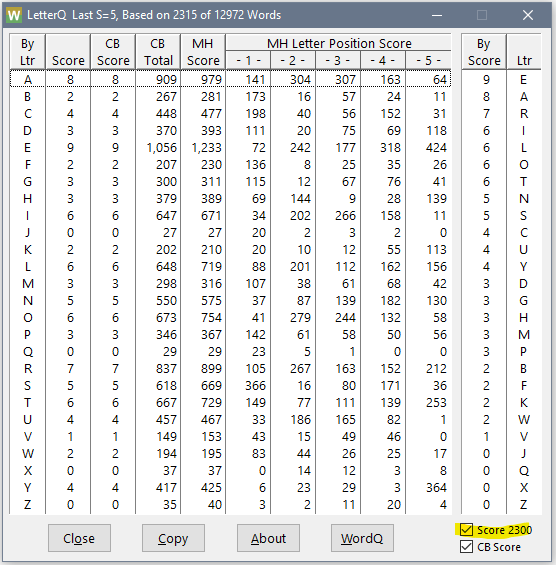 W LetterQ Last S=5, Based on 2315 of 12972 Words
By CB CB MH MH Letter Position Score By
Ltr Score Score Total Score - 1 - - 2 - - 3 - - 4 - - 5 - Score Ltr
A 8 8 909 979 141 304 307 163 64 9 E
B 2 2 267 281 173 16 57 24 11 8 A
C 4 4 448 477 198 40 56 152 31 7 R
D 3 3 370 393 111 20 75 69 118 6 I
E 9 9 1,056 1,233 72 242 177 318 424 6 L
F 2 2 207 230 136 8 25 35 26 6 O
G 3 3 300 311 115 12 67 76 41 6 T
H 3 3 379 389 69 144 9 28 139 5 N
I 6 6 647 671 34 202 266 158 11 5 S
J 0 0 27 27 20 2 3 2 0 4 C
K 2 2 202 210 20 10 12 55 113 4 U
L 6 6 648 719 88 201 112 162 156 4 Y
M 3 3 298 316 107 38 61 68 42 3 D
N 5 5 550 575 37 87 139 182 130 3 G
O 6 6 673 754 41 279 244 132 58 3 H
P 3 3 346 367 142 61 58 50 56 3 M
Q 0 0 29 29 23 5 1 0 0 3 P
R 7 7 837 899 105 267 163 152 212 2 B
S 5 5 618 669 366 16 80 171 36 2 F
T 6 6 667 729 149 77 111 139 253 2 K
U 4 4 457 467 33 186 165 82 1 2 W
V 1 1 149 153 43 15 49 46 0 1 V
W 2 2 194 195 83 44 26 25 17 0 J
X 0 0 37 37 0 14 12 3 8 0 Q
Y 4 4 417 425 6 23 29 3 364 0 X
Z 0 0 35 40 3 2 11 20 4 0 Z
Close Copy About WordQ Score 2300
CB Score